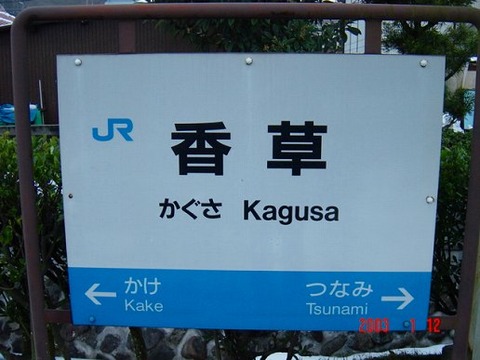 JR
香草
かぐさ Kagusa
← かけ つなみ →
Kake Tsunami
2003 1 12